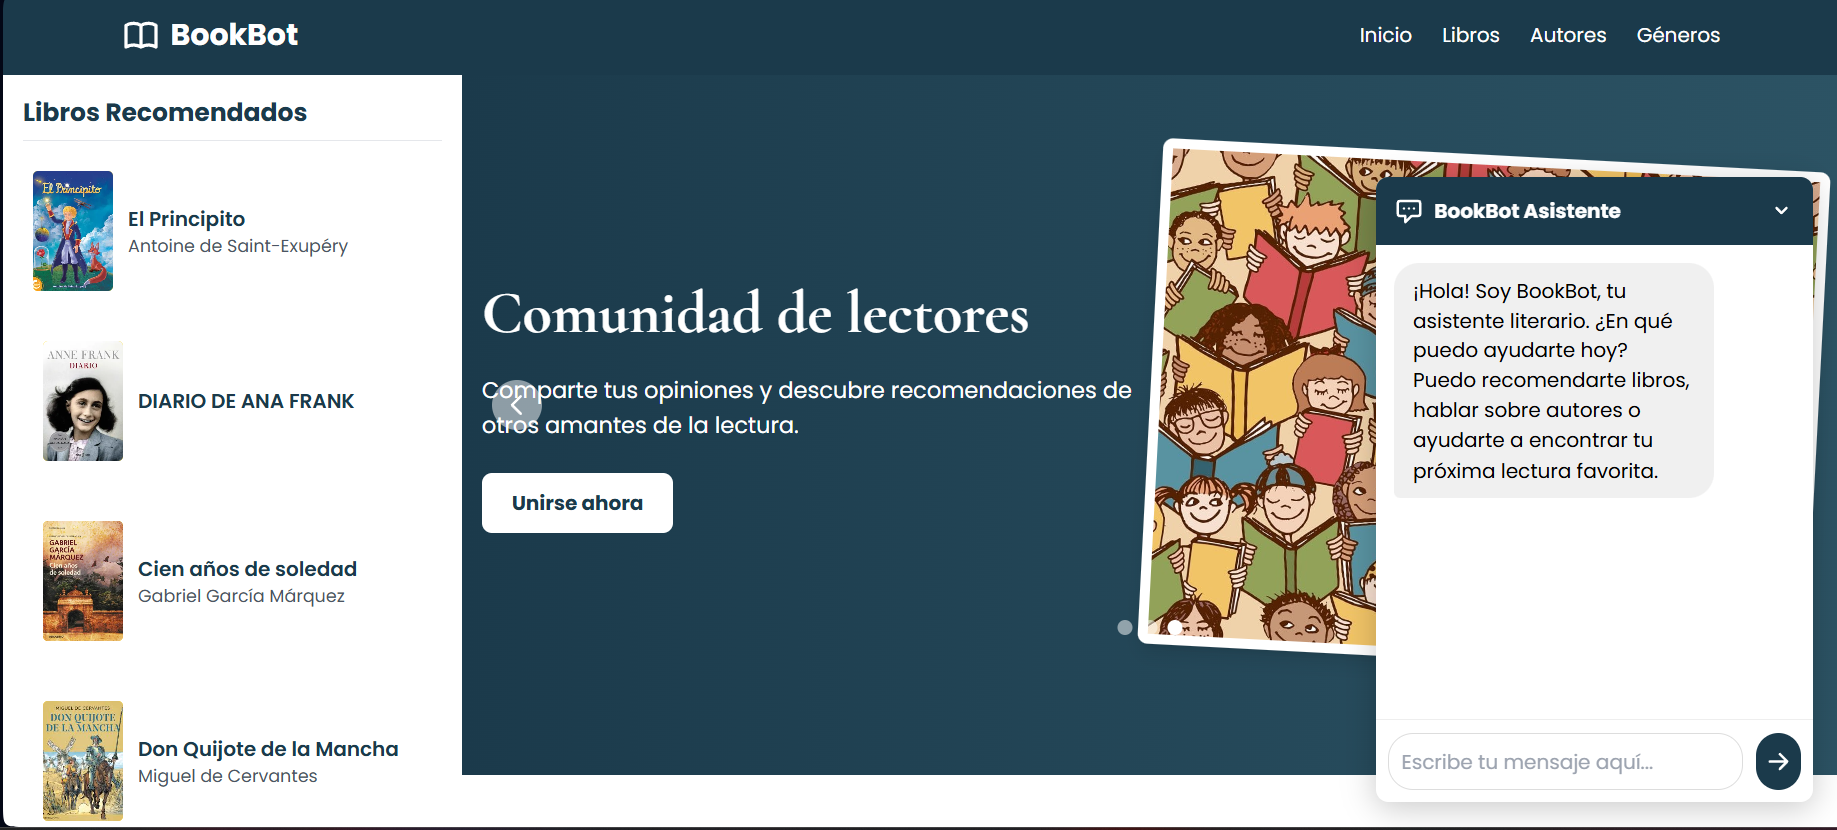 BookBot
Inicio
Libros
Autores
Géneros
Libros Recomendados
El Principito
El Principito
Antoine de Saint-Exupéry
ANNE FRANK
DIARIO
DIARIO DE ANA FRANK
GABRIEL
GARCÍA
MÁRQUEZ
Cien años
de soledad
Cien años de soledad
Gabriel García Márquez
MIGUEL DE CERVANTES
DON QUIJOTE
DE LA MANCHA
Don Quijote de la Mancha
Miguel de Cervantes
Comunidad de lectores
Comparte tus opiniones y descubre recomendaciones de
otros amantes de la lectura.
Unirse ahora
BookBot Asistente
¡Hola! Soy BookBot, tu
asistente literario. ¿En qué
puedo ayudarte hoy?
Puedo recomendarte libros,
hablar sobre autores o
ayudarte a encontrar tu
próxima lectura favorita.
Escribe tu mensaje aquí...